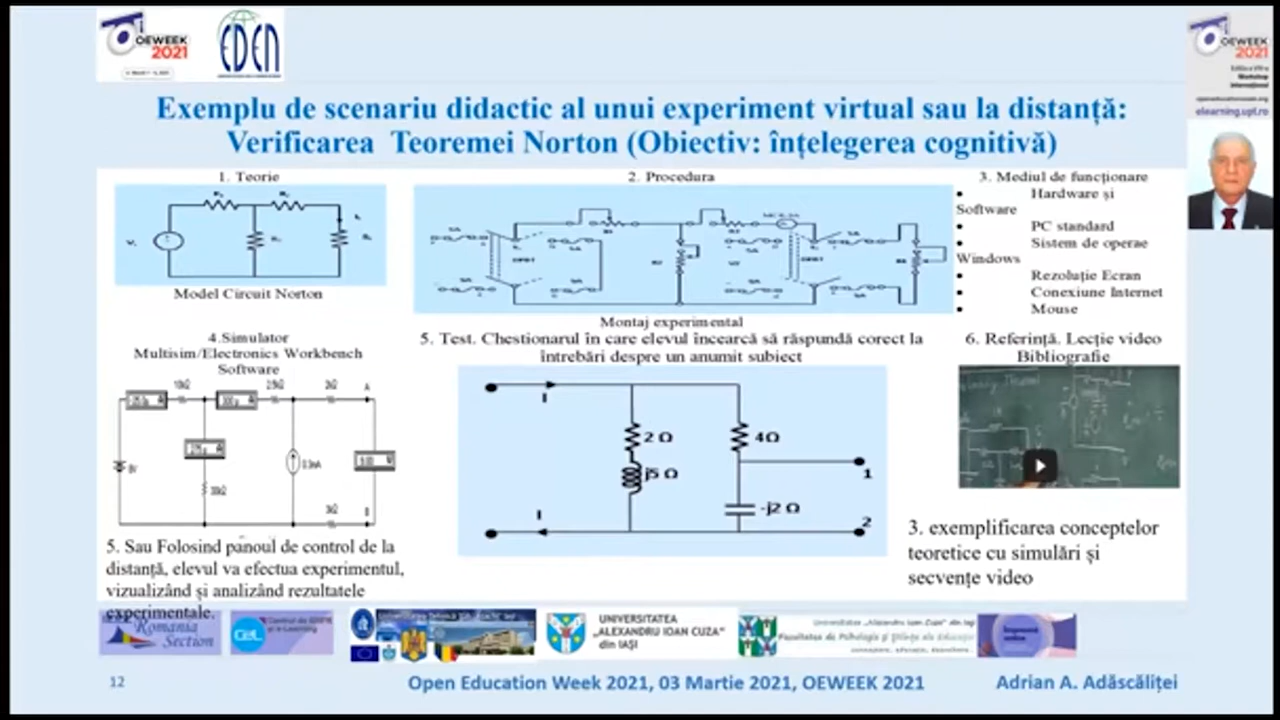 OEWEEK
2021
EDEN
OEWEEK
2021
elearning.upt.ro
Exemplu de scenariu didactic al unui experiment virtual sau la distanță:
Verificarea Teoremei Norton (Obiectiv: înțelegerea cognitivă)
1. Teorie
Model Circuit Norton
2. Procedura
Montaj experimental
3. Mediul de funcționare
• Hardware și
Software
• PC standard
• Sistem de operae
Windows
• Rezoluție Ecran
• Conexiune Internet
• Mouse
4.Simulator
Multisim/Electronics Workbench
Software
A
B
5. Test. Chestionarul în care elevul încearcă să răspundă corect la
întrebări despre un anumit subiect
I
2 Ω
4Ω
j5 Ω
1
-j2 Ω
I
2
6. Referință. Lecție video
Bibliografie
3. exemplificarea conceptelor
teoretice cu simulări și
secvențe video
5. Sau Folosind panoul de control de la
distanță, elevul va efectua experimentul,
vizualizând și analizând rezultatele
experimentale.
Romania
Section
UNIVERSITATEA
„ALEXANDRU IOAN CUZA”
din IAȘI
12
Open Education Week 2021, 03 Martie 2021, OEWEEK 2021
Adrian A. Adăscăliței